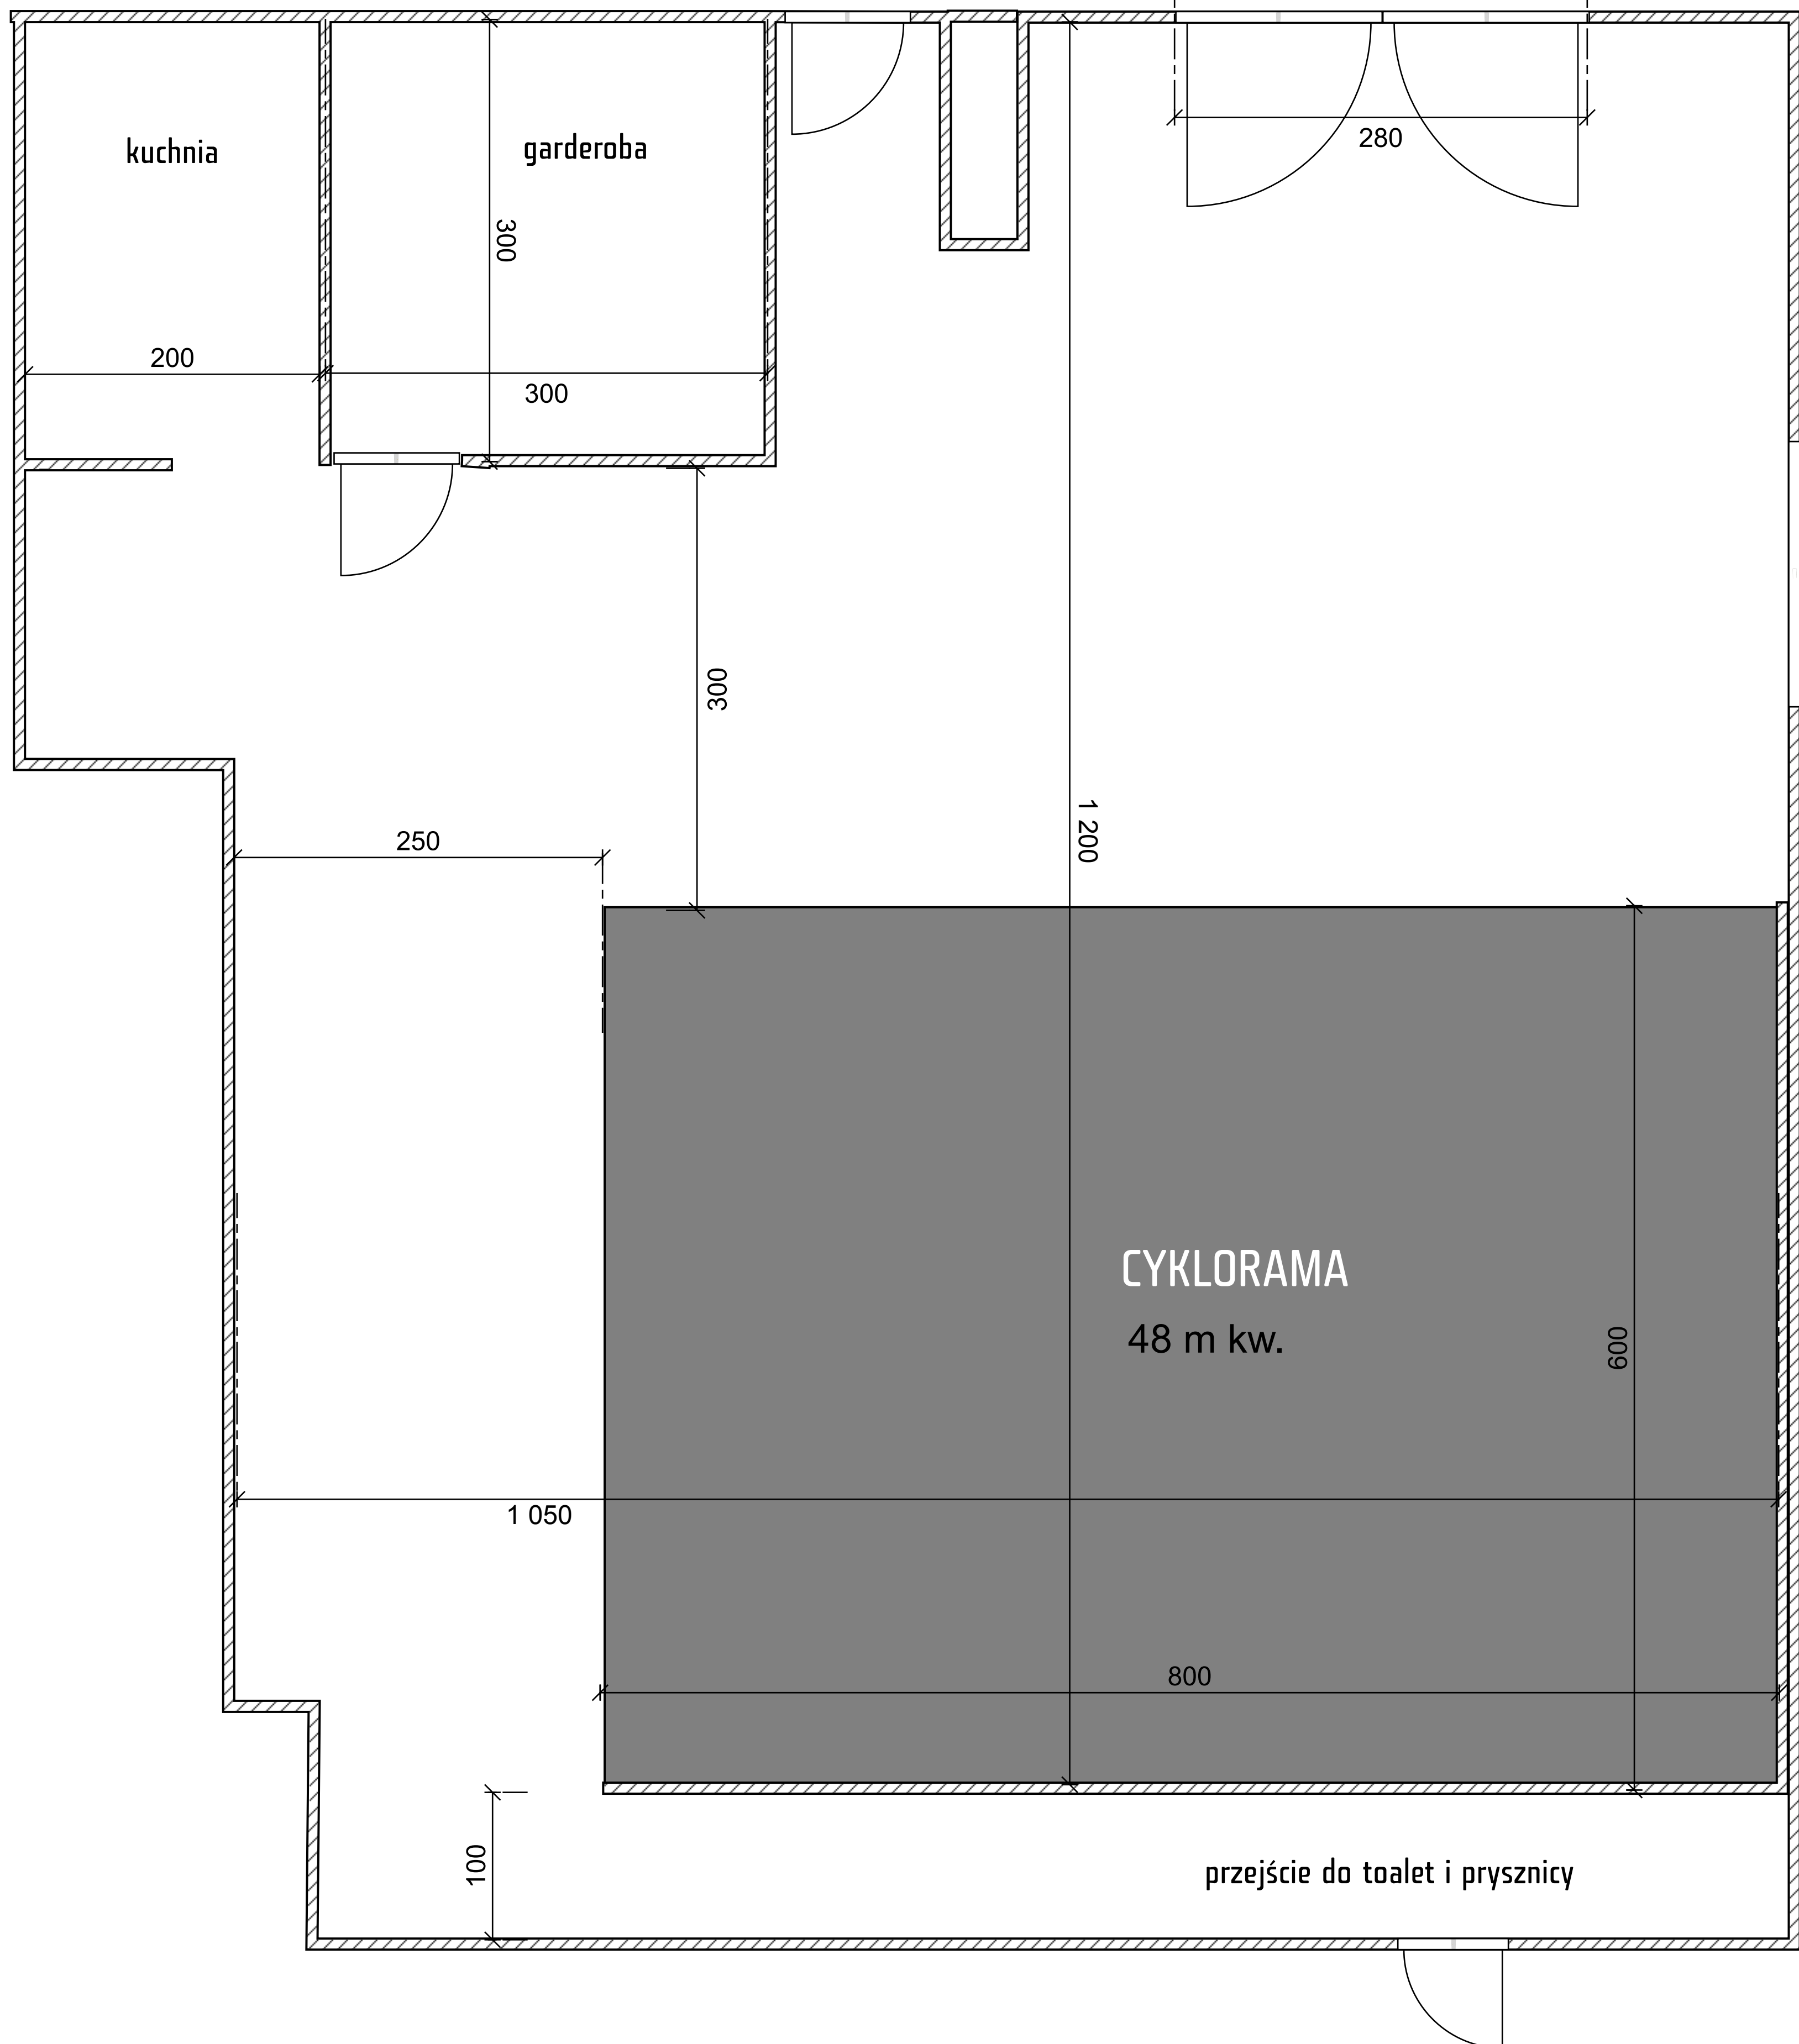 kuchnia
garderoba
280
300
200
300
300
1 200
250
CYKLORAMA
48 m kw.
600
1 050
800
100
przejście do toalet i prysznicy